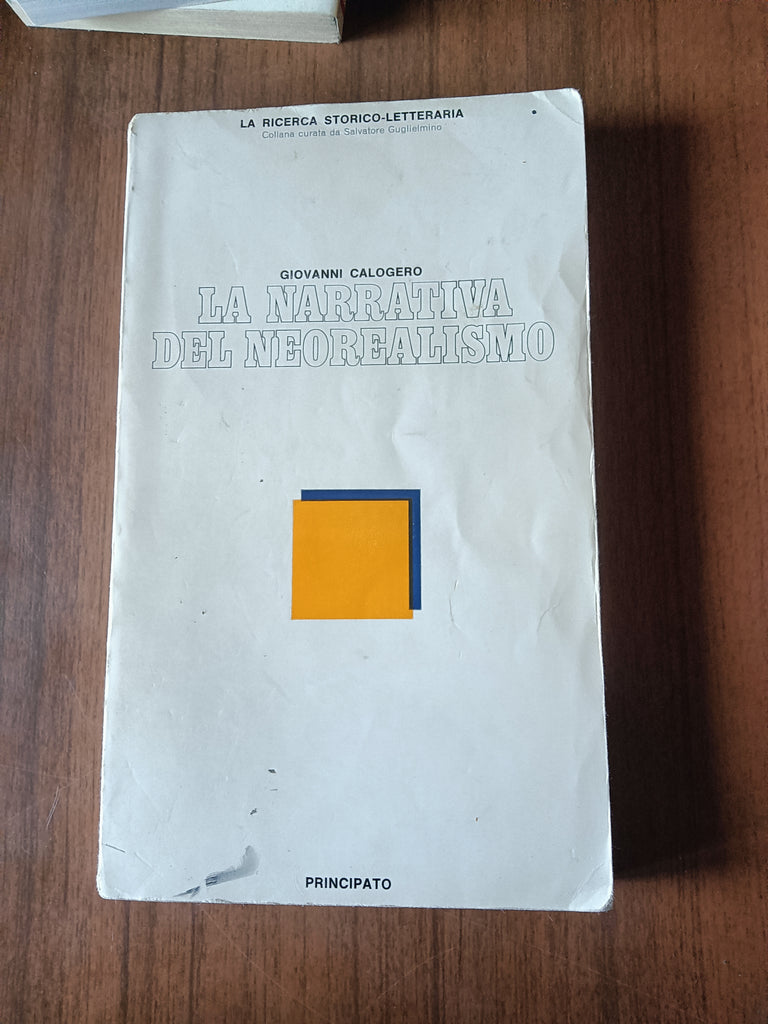 LA RICERCA STORICO-LETTERARIA
Collana curata da Salvatore Guglielmino
GIOVANNI CALOGERO
LA NARRATIVA
DEL NEOREALISMO
PRINCIPATO